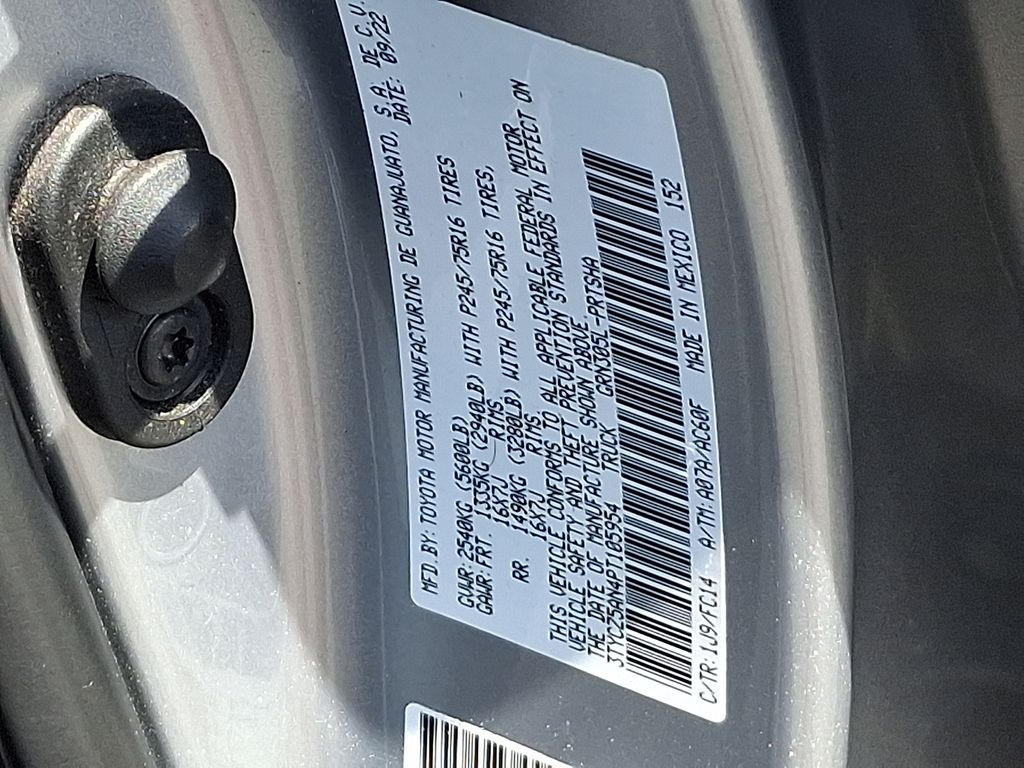 MFD.BY: TOYOTA MOTOR MANUFACTURING DE GUANAJUATO, S.A. DE C.V.
DATE: 09/22
GVWR: 2540KG (5600LB)
GAWR: FRT. 1335KG (2940LB) WITH P245/75R16 TIRES
16X7J RIMS
RR. 1490KG (3280LB) WITH P245/75R16 TIRES,
16X7J RIMS
THIS VEHICLE CONFORMS TO ALL APPLICABLE FEDERAL MOTOR
VEHICLE SAFETY AND THEFT PREVENTION STANDARDS IN EFFECT ON
THE DATE OF MANUFACTURE SHOWN ABOVE.
3TYCZ5AN4PT105954 TRUCK GRN305L-PRTSHA
C/TR: 1J9/FC14 A/TM: A07A/AC60F MADE IN MEXICO 152